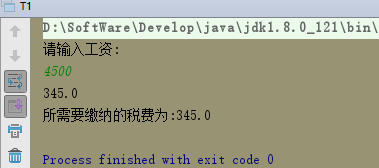 T1
D:\SoftWare\Develop\java\jdk1.8.0_121\bin\
请输入工资:
4500
345.0
所需要缴纳的税费为:345.0
Process finished with exit code 0